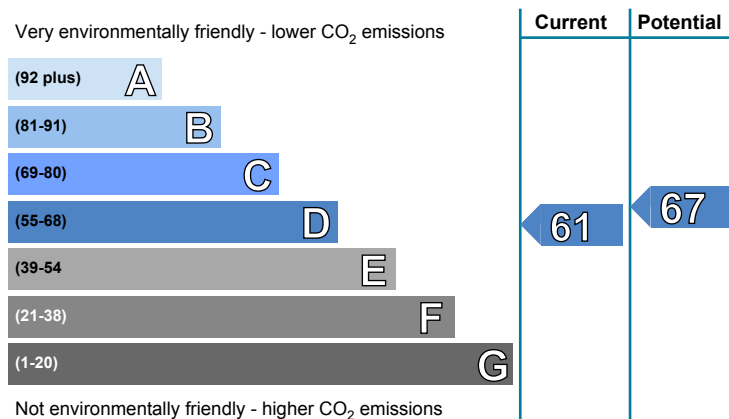 Very environmentally friendly - lower CO₂ emissions
Current
Potential
(92 plus) A
(81-91) B
(69-80) C
(55-68) D
(39-54 E
(21-38) F
(1-20) G
61
67
Not environmentally friendly - higher CO₂ emissions